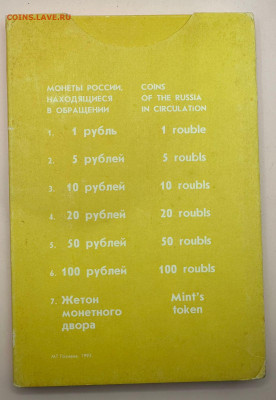 COINS.SLAVE.RU
МОНЕТЫ РОССИИ, НАХОДЯЩИЕСЯ В ОБРАЩЕНИИ
COINS OF THE RUSSIA IN CIRCULATION
1. 1 рубль 1 rouble
2. 5 рублей 5 roubls
3. 10 рублей 10 roubls
4. 20 рублей 20 roubls
5. 50 рублей 50 roubls
6. 100 рублей 100 roubls
7. Жетон Mint's
монетного token
двора